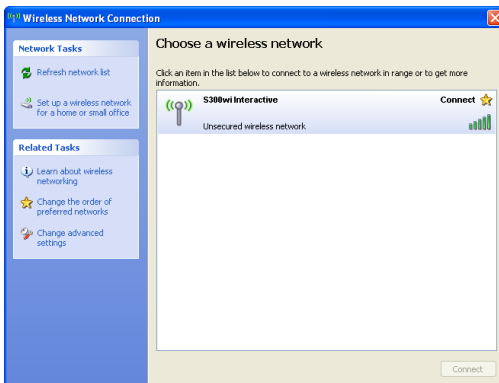 Wireless Network Connection
Network Tasks
Refresh network list
Set up a wireless network
for a home or small office
Related Tasks
Learn about wireless
networking
Change the order of
preferred networks
Change advanced
settings
Choose a wireless network
Click an item in the list below to connect to a wireless network in range or to get more
information.
S300wi Interactive
Connect
Unsecured wireless network
Connect